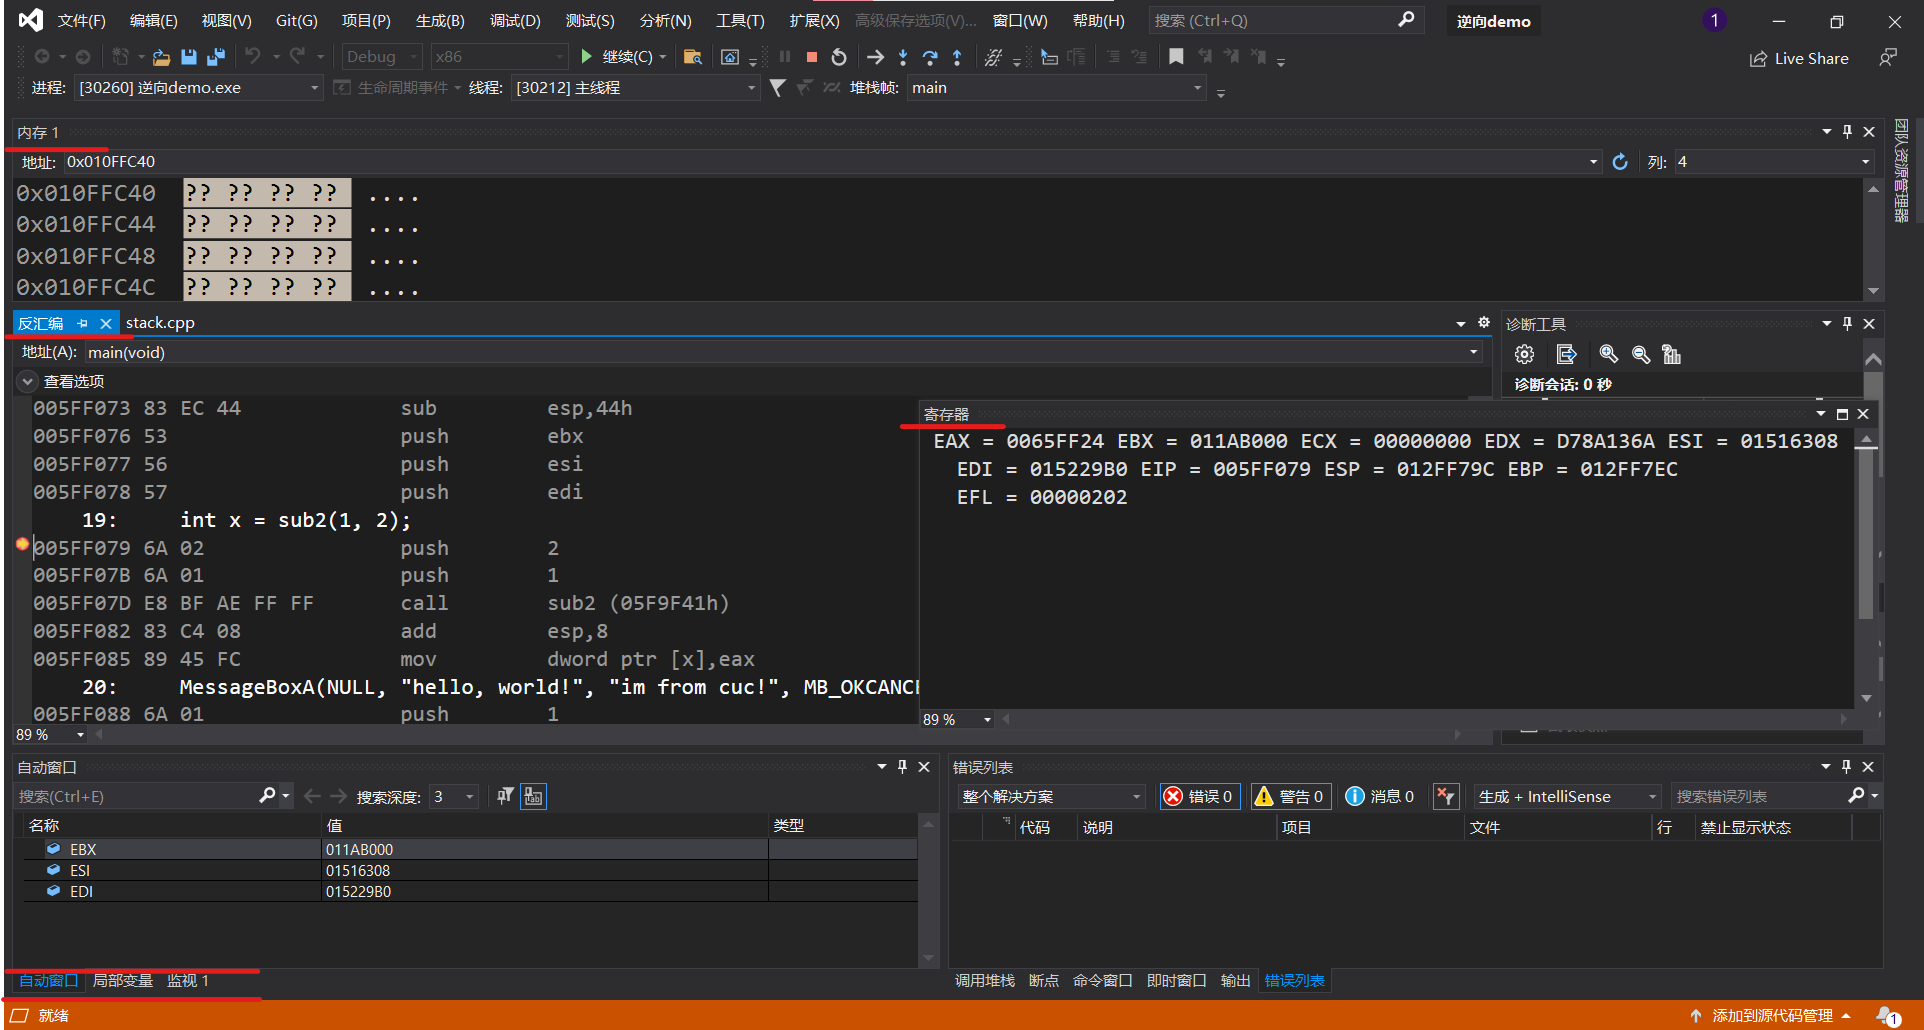 文件(F) 编辑(E) 视图(V) Git(G) 项目(P) 生成(B) 调试(D) 测试(S) 分析(N) 工具(T) 扩展(X) 高级保存选项(V)... 窗口(W) 帮助(H) 搜索 (Ctrl+Q) 逆向demo 1
Debug x86 继续(C) Live Share
进程: [30260] 逆向demo.exe 生命周期事件 线程: [30212] 主线程 堆栈帧: main
内存 1
地址: 0x010FFC40 列: 4
0x010FFC40 ?? ?? ?? ?? ....
0x010FFC44 ?? ?? ?? ?? ....
0x010FFC48 ?? ?? ?? ?? ....
0x010FFC4C ?? ?? ?? ?? ....
团队资源管理器
反汇编 stack.cpp
地址(A): main(void)
查看选项
005FF073 83 EC 44 sub esp,44h
005FF076 53 push ebx
005FF077 56 push esi
005FF078 57 push edi
19: int x = sub2(1, 2);
005FF079 6A 02 push 2
005FF07B 6A 01 push 1
005FF07D E8 BF AE FF FF call sub2 (05F9F41h)
005FF082 83 C4 08 add esp,8
005FF085 89 45 FC mov dword ptr [x],eax
20: MessageBoxA(NULL, "hello, world!", "im from cuc!", MB_OKCANCE
005FF088 6A 01 push 1
89 %
诊断工具
诊断会话: 0 秒
寄存器
EAX = 0065FF24 EBX = 011AB000 ECX = 00000000 EDX = D78A136A ESI = 01516308
EDI = 015229B0 EIP = 005FF079 ESP = 012FF79C EBP = 012FF7EC
EFL = 00000202
89 %
自动窗口
搜索(Ctrl+E) 搜索深度: 3
名称 值 类型
EBX 011AB000
ESI 01516308
EDI 015229B0
自动窗口 局部变量 监视 1
错误列表
整个解决方案 错误 0 警告 0 消息 0 生成 + IntelliSense 搜索错误列表
代码 说明 项目 文件 行 禁止显示状态
调用堆栈 断点 命令窗口 即时窗口 输出 错误列表
就绪 添加到源代码管理 1